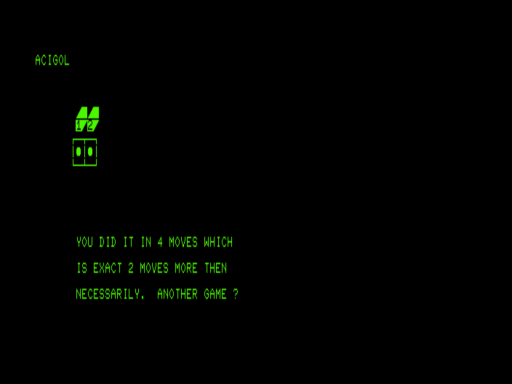 ACIGOL
1 2
YOU DID IT IN 4 MOVES WHICH
IS EXACT 2 MOVES MORE THEN
NECESSARILY.  ANOTHER GAME ?